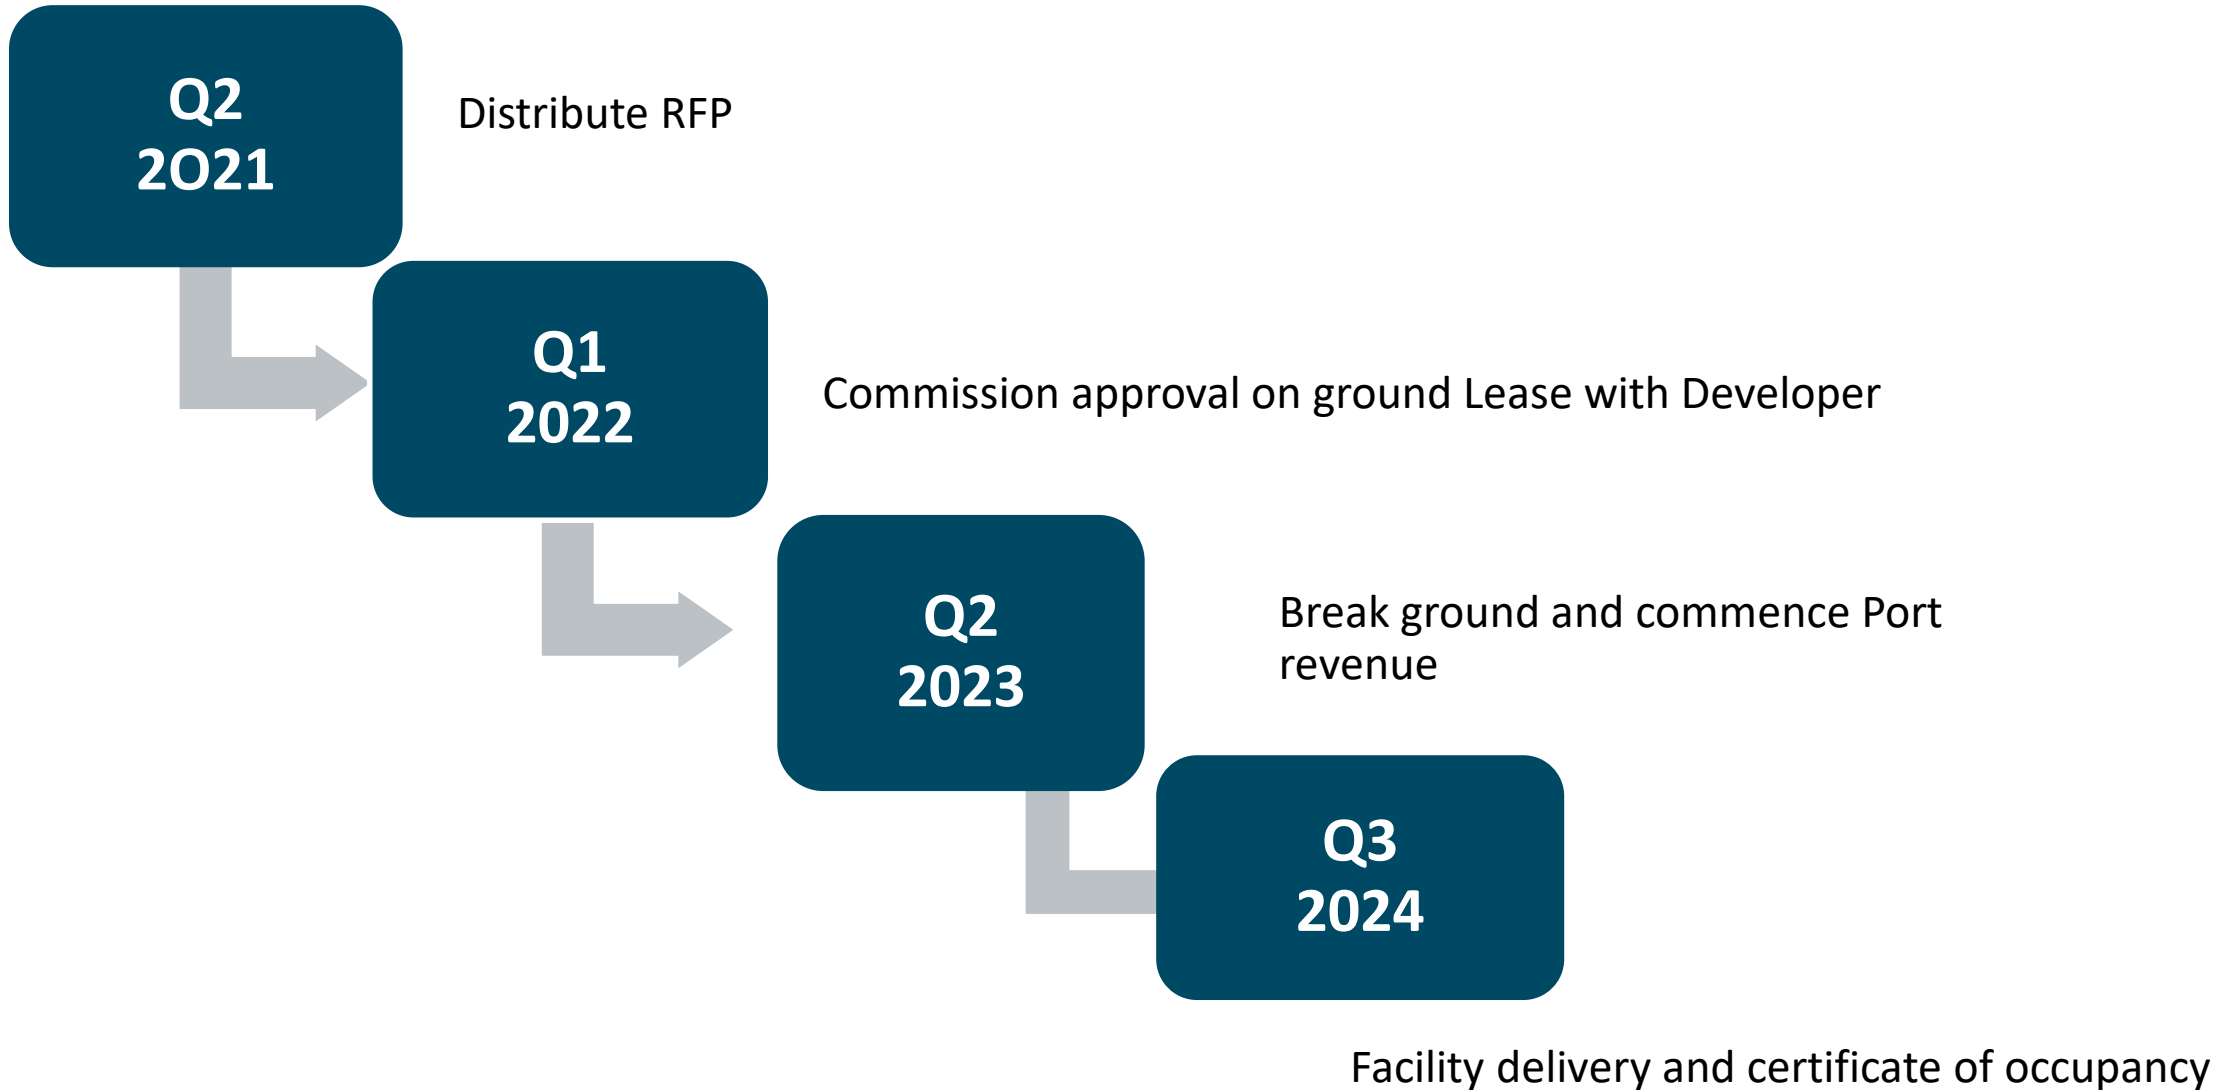 Q2
2O21
Distribute RFP
Q1
2022
Commission approval on ground Lease with Developer
Q2
2023
Break ground and commence Port
revenue
Q3
2024
Facility delivery and certificate of occupancy